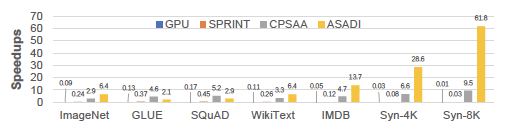 GPU SPRINT CPSAA ASADI
Speedups
70
60
50
40
30
20
10
0
0.09 0.24 2.9 6.4
0.13 0.37 4.6 2.1
0.17 0.45 5.2 2.9
0.11 0.26 3.3 6.4
0.05 0.12 4.7 13.7
0.03 0.08 6.6 28.6
0.01 0.03 9.5 61.8
ImageNet GLUE SQuAD WikiText IMDB Syn-4K Syn-8K